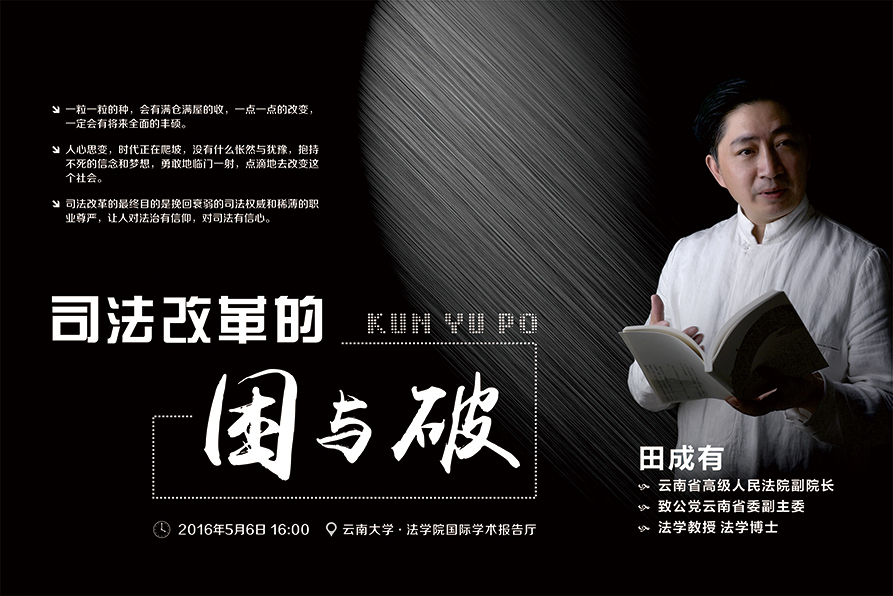 一粒一粒的种，会有满仓满屋的收，一点一点的改变，
一定会有将来全面的丰硕。
人心思变，时代正在爬坡，没有什么怅然与犹豫，抱持
不死的信念和梦想，勇敢地临门一射，点滴地去改变这
个社会。
司法改革的最终目的是挽回衰弱的司法权威和稀薄的职
业尊严，让人对法治有信仰，对司法有信心。
司法改革的
KUN YU PO
困与破
2016年5月6日 16:00
云南大学·法学院国际学术报告厅
田成有
云南省高级人民法院副院长
致公党云南省委副主委
法学教授 法学博士